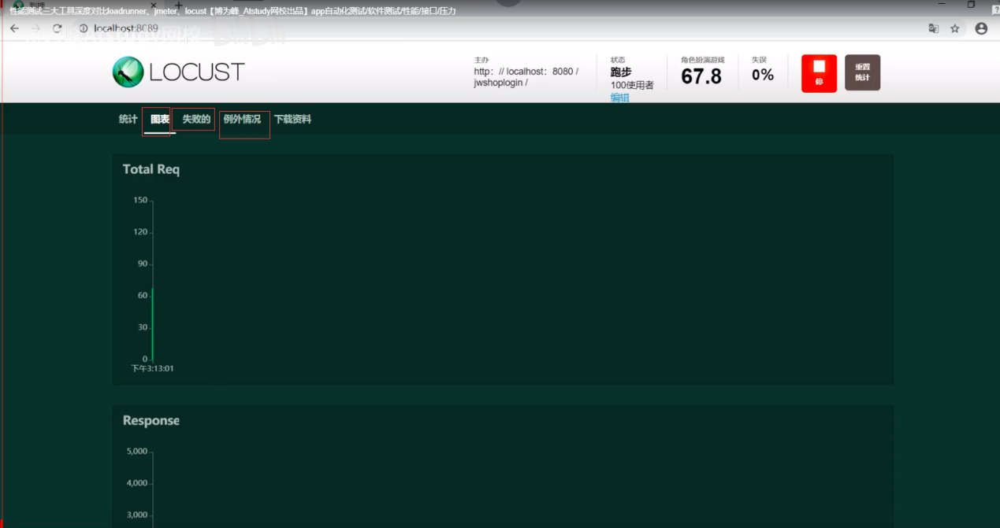 性能测试三大工具深度对比loadrunner、jmeter、locust【博为峰_Atstudy网校出品】app自动化测试/软件测试/性能/接口/压力
localhost:8089
LOCUST
主办
http: // localhost: 8080 /
jwshoplogin /
状态
跑步
100使用者
编辑
角色扮演游戏
67.8
失误
0%
停
重置
统计
统计 图表 失败的 例外情况 下载资料
Total Req
150
120
90
60
30
0
下午3:13:01
Response
5,000
4,000
3,000